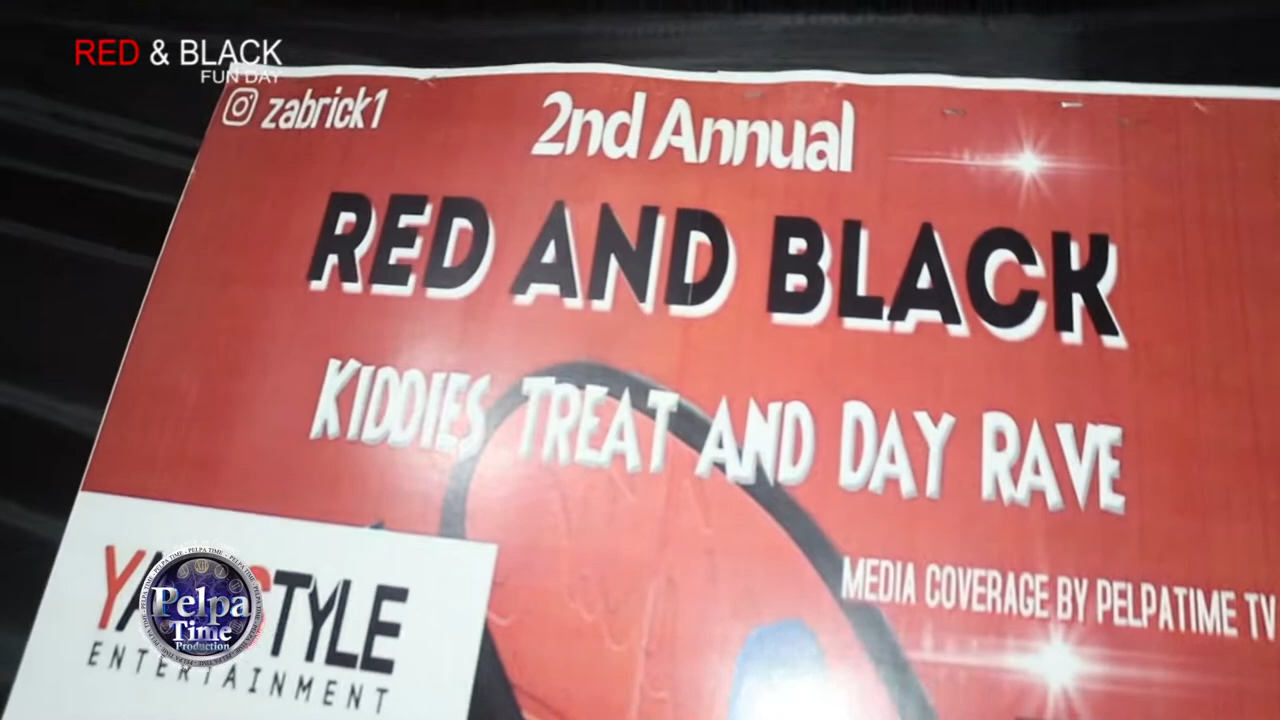 RED & BLACK
FUN DAY
zabrick1
2nd Annual
RED AND BLACK
KIDDIES TREAT AND DAY RAVE
MEDIA COVERAGE BY PELPATIME TV
STYLE
ENTERTAINMENT
Pelpa
Time
Production